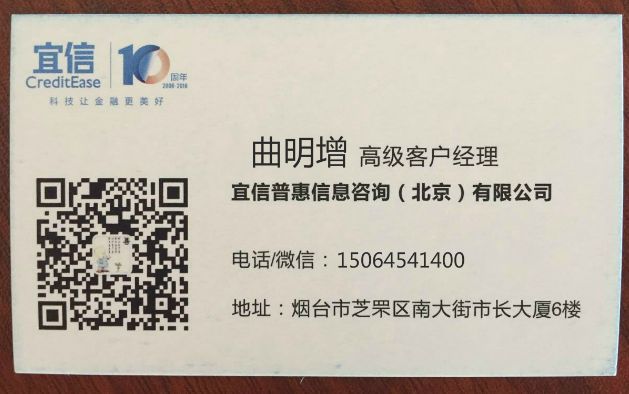 宜信
CreditEase
10周年
2006-2016
科技让金融更美好
曲明增 高级客户经理
宜信普惠信息咨询（北京）有限公司
电话/微信：15064541400
地址：烟台市芝罘区南大街市长大厦6楼